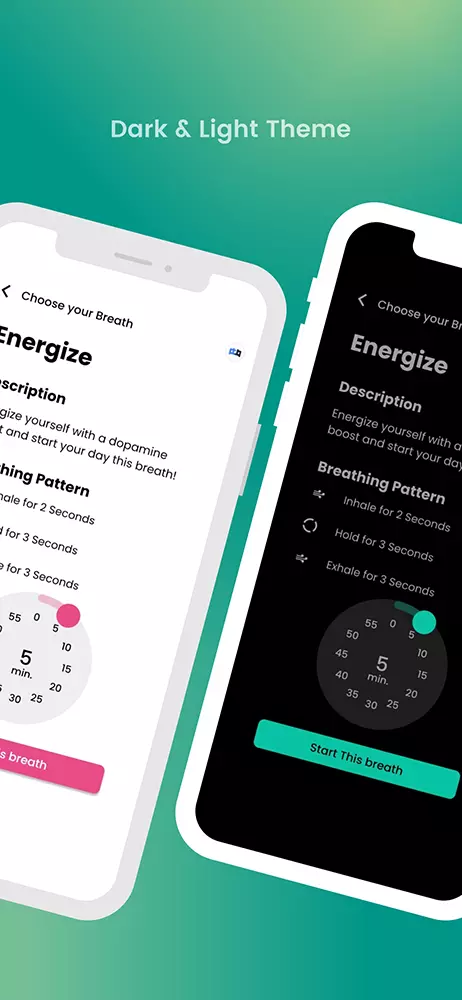 Dark & Light Theme
Choose your Breath
Energize
escription
gize yourself with a dopamine
st and start your day this breath!
thing Pattern
nhale for 2 Seconds
d for 3 Seconds
e for 3 Seconds
0
5
10
15
20
25
30
35
50
55
5
min.
s breath
Choose your B
Energize
Description
Energize yourself with a
boost and start your day
Breathing Pattern
Inhale for 2 Seconds
Hold for 3 Seconds
Exhale for 3 Seconds
0
5
10
15
20
25
30
35
40
45
50
55
5
min.
Start This breath